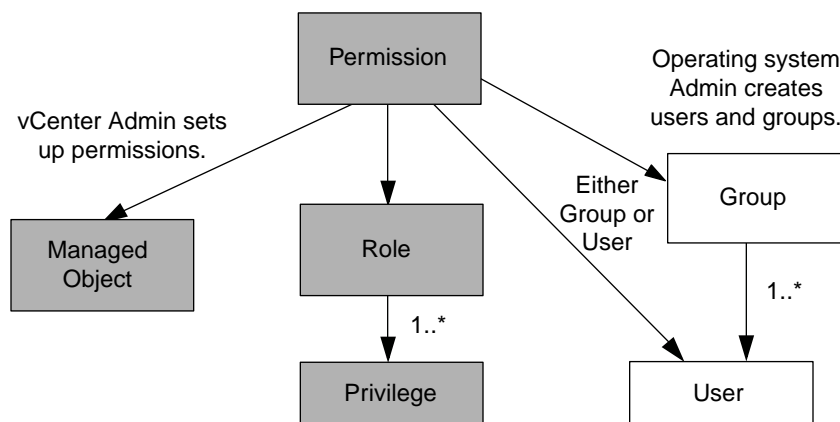 Permission
Operating system
Admin creates
users and groups.
vCenter Admin sets
up permissions.
Either
Group or
User
Group
Managed
Object
Role
1..*
1..*
Privilege
User